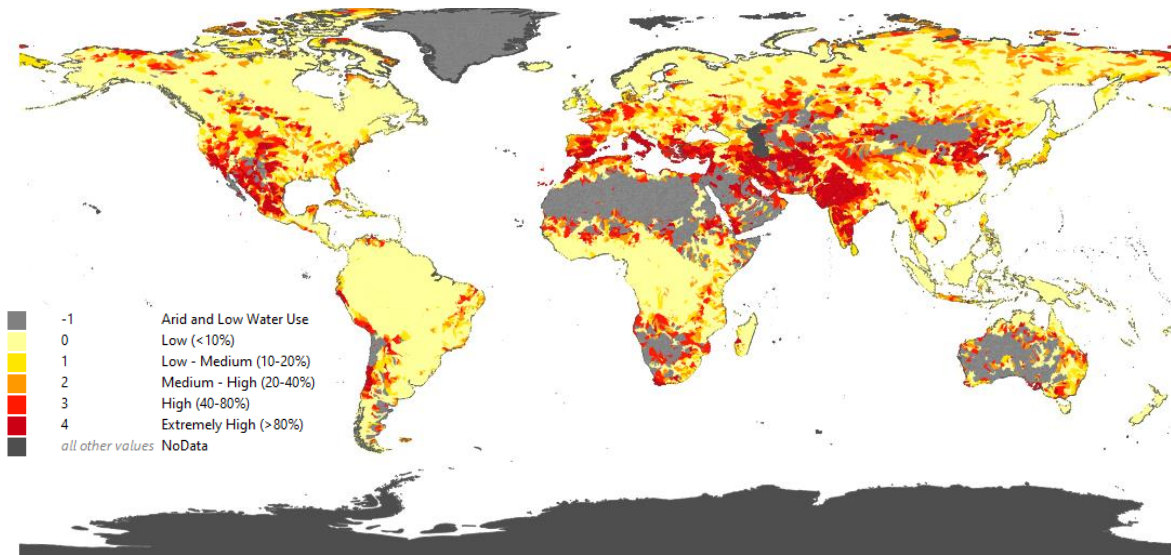 -1 Arid and Low Water Use
0 Low (<10%)
1 Low - Medium (10-20%)
2 Medium - High (20-40%)
3 High (40-80%)
4 Extremely High (>80%)
all other values NoData